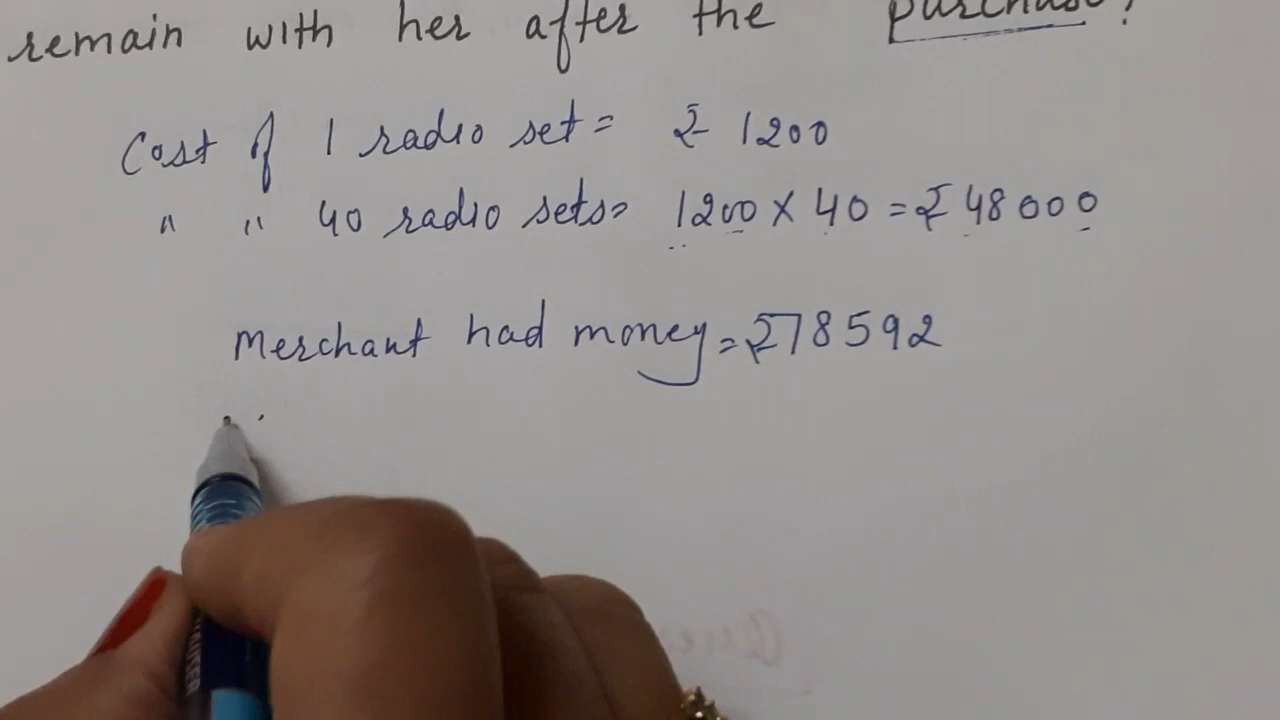 remain with her after the purchase?
Cost of 1 radio set = ₹ 1200
" " 40 radio sets = 1200 × 40 = ₹ 48000
Merchant had money = ₹78592